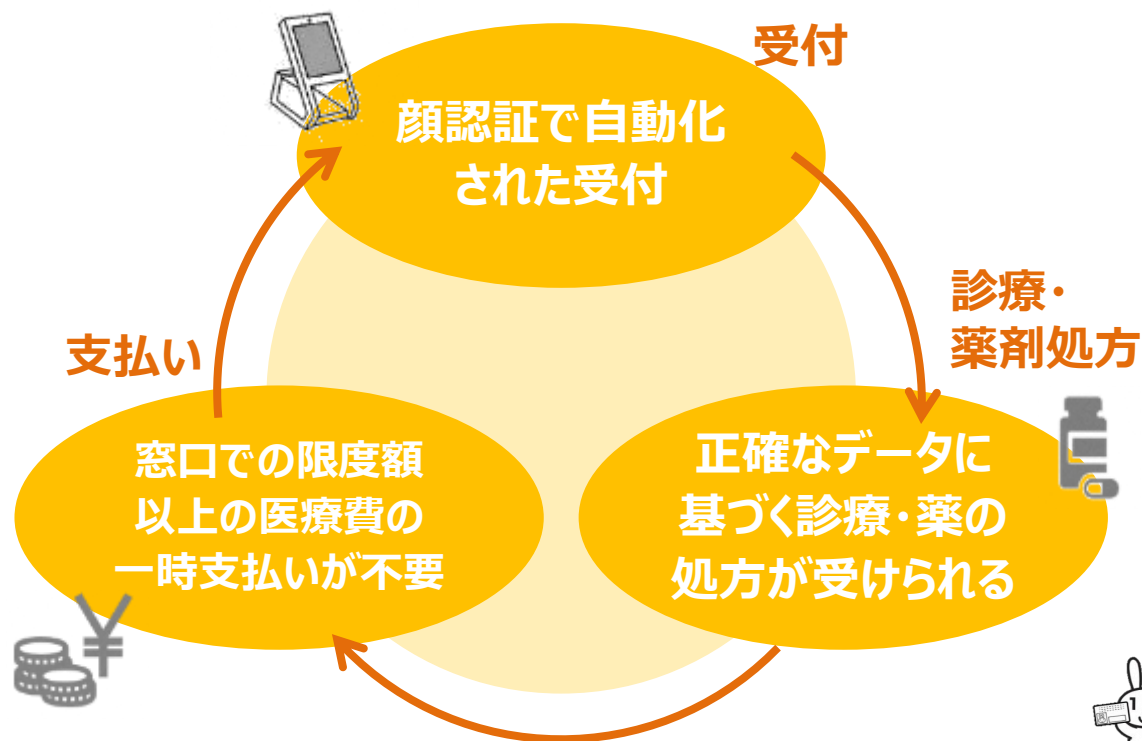 受付
顔認証で自動化
された受付
診療・
薬剤処方
正確なデータに
基づく診療・薬の
処方が受けられる
支払い
窓口での限度額
以上の医療費の
一時支払いが不要
¥
1